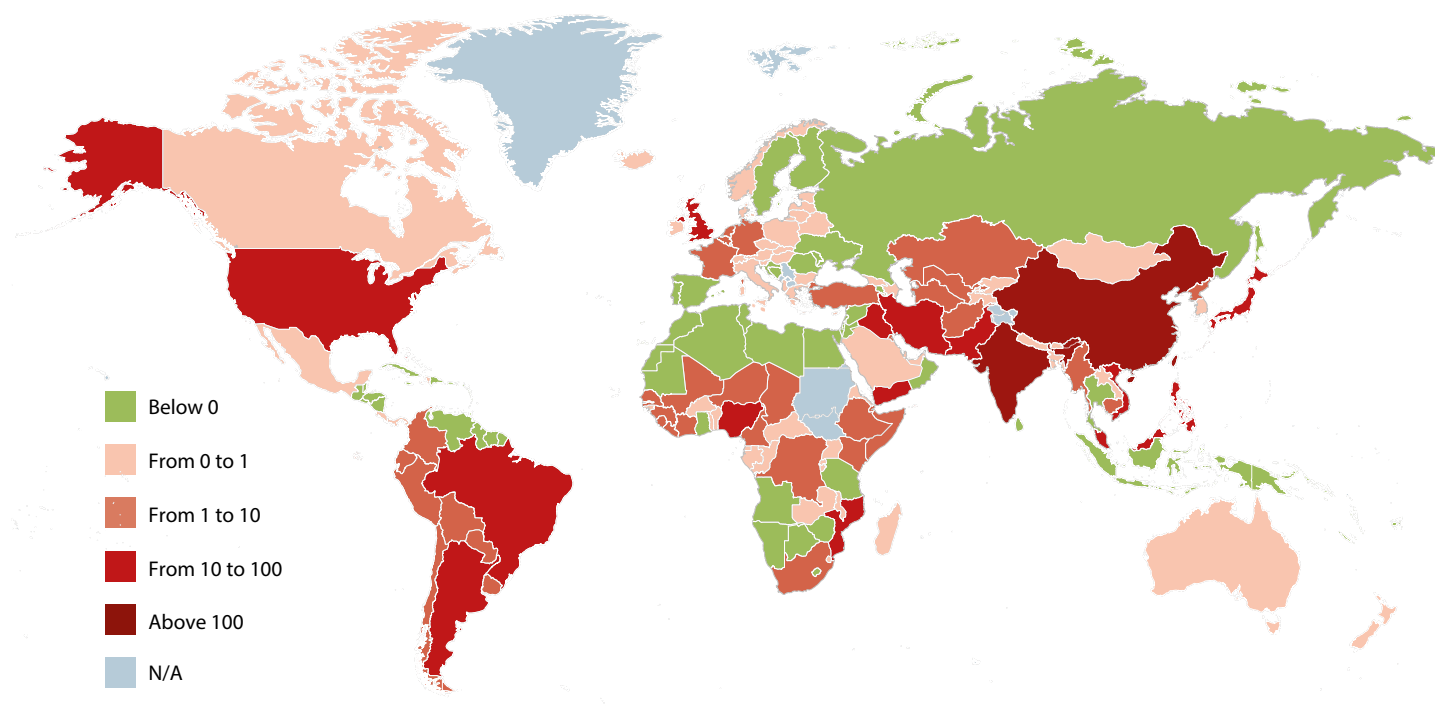 Below 0
From 0 to 1
From 1 to 10
From 10 to 100
Above 100
N/A